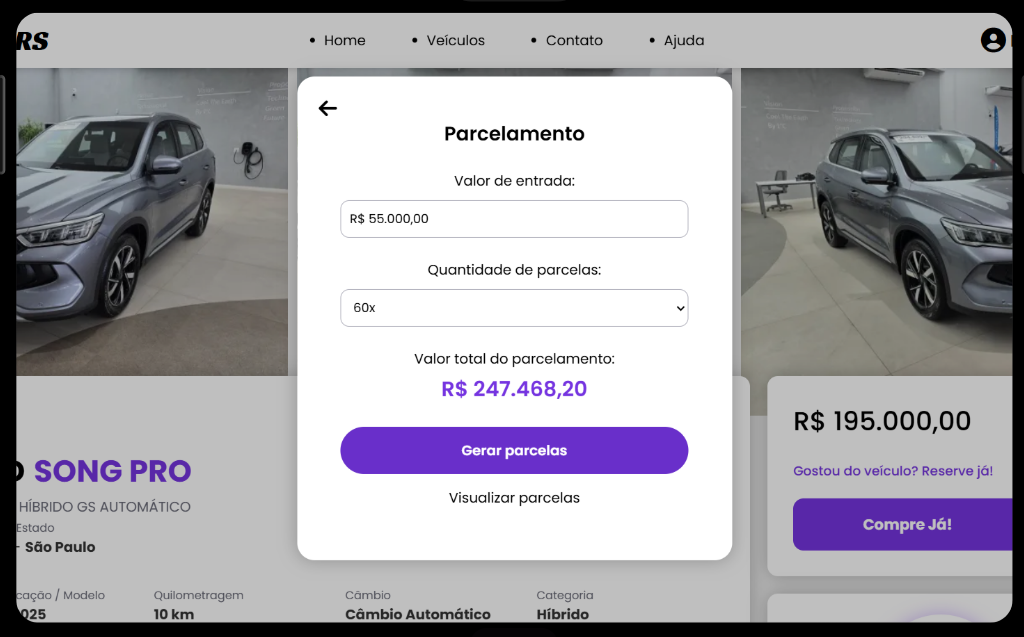 RS
Home
Veículos
Contato
Ajuda
Parcelamento
Valor de entrada:
R$ 55.000,00
Quantidade de parcelas:
60x
Valor total do parcelamento:
R$ 247.468,20
Gerar parcelas
Visualizar parcelas
R$ 195.000,00
Gostou do veículo? Reserve já!
Compre Já!
SONG PRO
HÍBRIDO GS AUTOMÁTICO
Estado
- São Paulo
cação / Modelo
Quilometragem
Câmbio
Categoria
025
10 km
Câmbio Automático
Híbrido